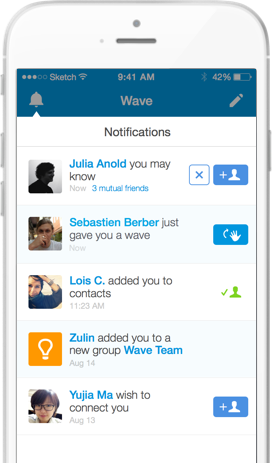 Sketch 9:41 AM 42%
Wave
Notifications
Julia Anold you may
know
Now 3 mutual friends
Sebastien Berber just
gave you a wave
Now
Lois C. added you to
contacts
11:23 AM
Zulin added you to a
new group Wave Team
Aug 14
Yujia Ma wish to
connect you
Aug 13